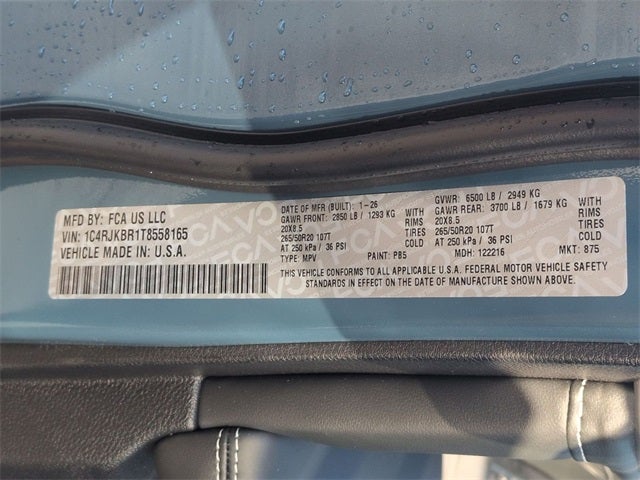 MFD BY: FCA US LLC
VIN: 1C4RJKBR1T8558165
VEHICLE MADE IN: U.S.A.
DATE OF MFR (BUILT): 1-26
GAWR FRONT: 2850 LB / 1293 KG WITH
20X8.5 RIMS
265/50R20 107T TIRES
AT 250 kPa / 36 PSI COLD
TYPE: MPV PAINT: PB5
GVWR: 6500 LB / 2949 KG
GAWR REAR: 3700 LB / 1679 KG WITH
20X8.5 RIMS
265/50R20 107T TIRES
AT 250 kPa / 36 PSI COLD
MDH: 122216 MKT: 875
THIS VEHICLE CONFORMS TO ALL APPLICABLE U.S.A. FEDERAL MOTOR VEHICLE SAFETY
STANDARDS IN EFFECT ON THE DATE OF MANUFACTURE SHOWN ABOVE.